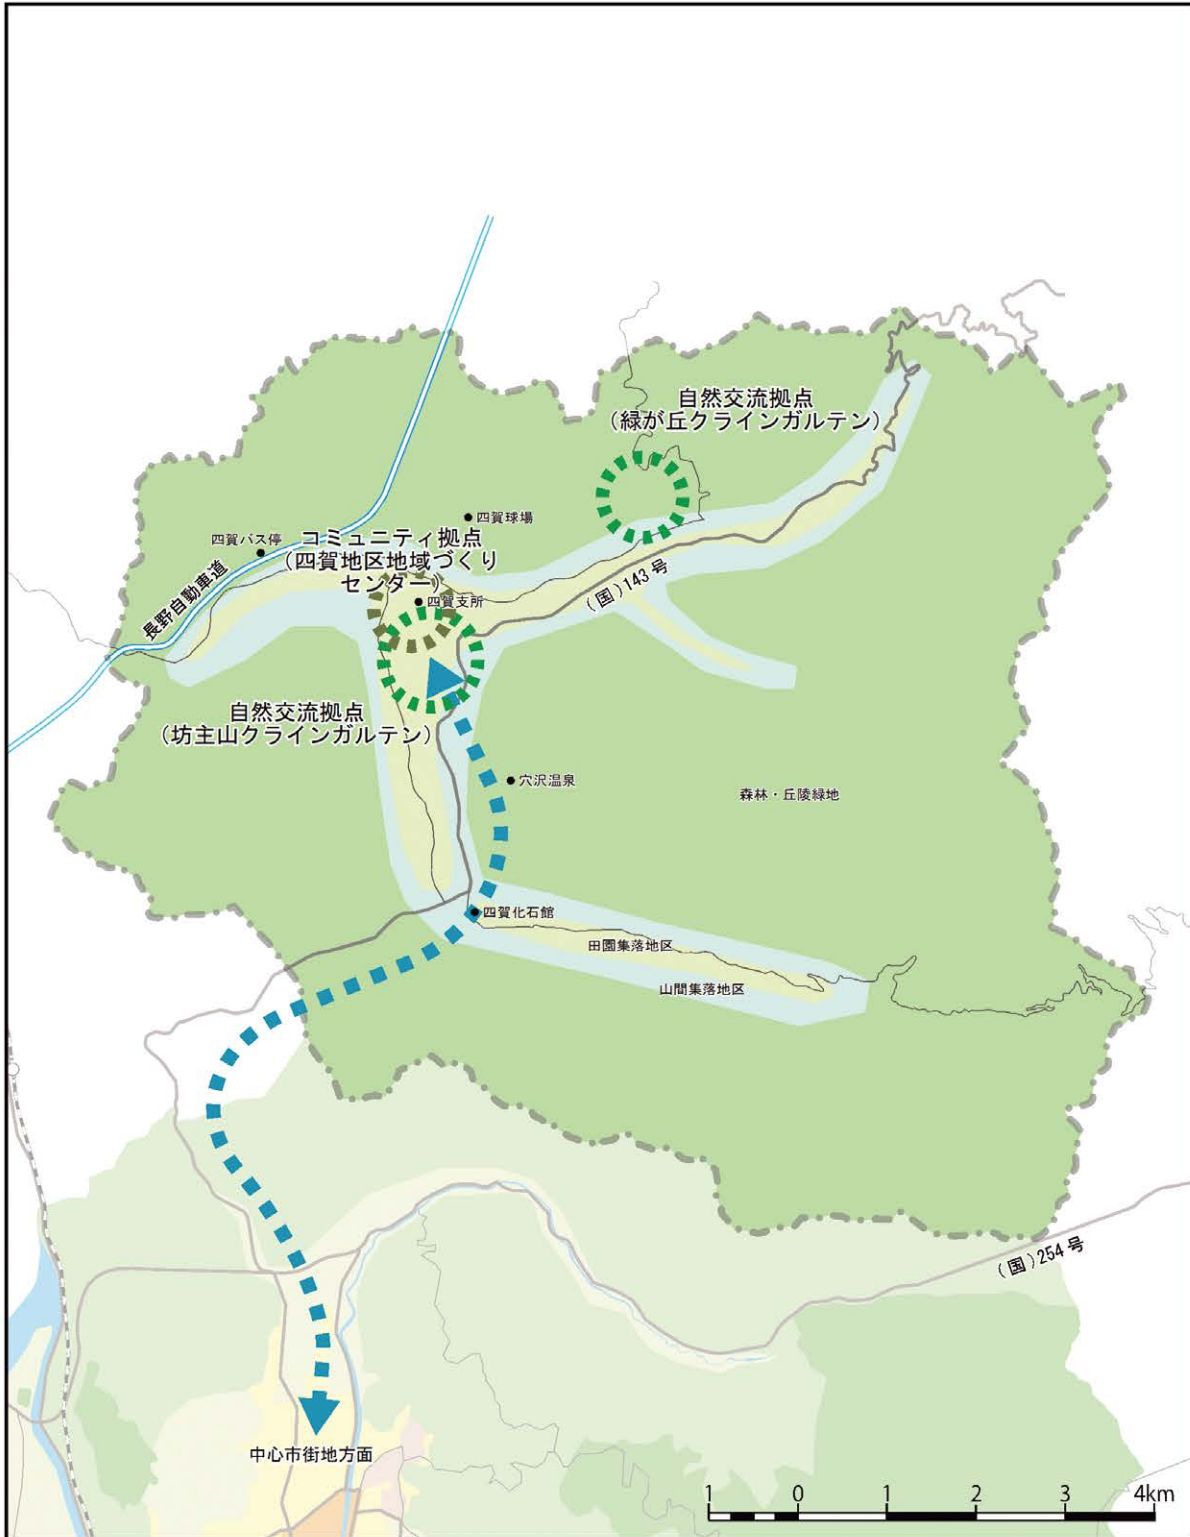 自然交流拠点
（緑が丘クラインガルテン）
四賀球場
四賀バス停
コミュニティ拠点
（四賀地区地域づくり
センター）
長野自動車道
(国)143号
四賀支所
自然交流拠点
（坊主山クラインガルテン）
穴沢温泉
森林・丘陵緑地
四賀化石館
田園集落地区
山間集落地区
(国)254号
中心市街地方面
1 0 1 2 3 4km